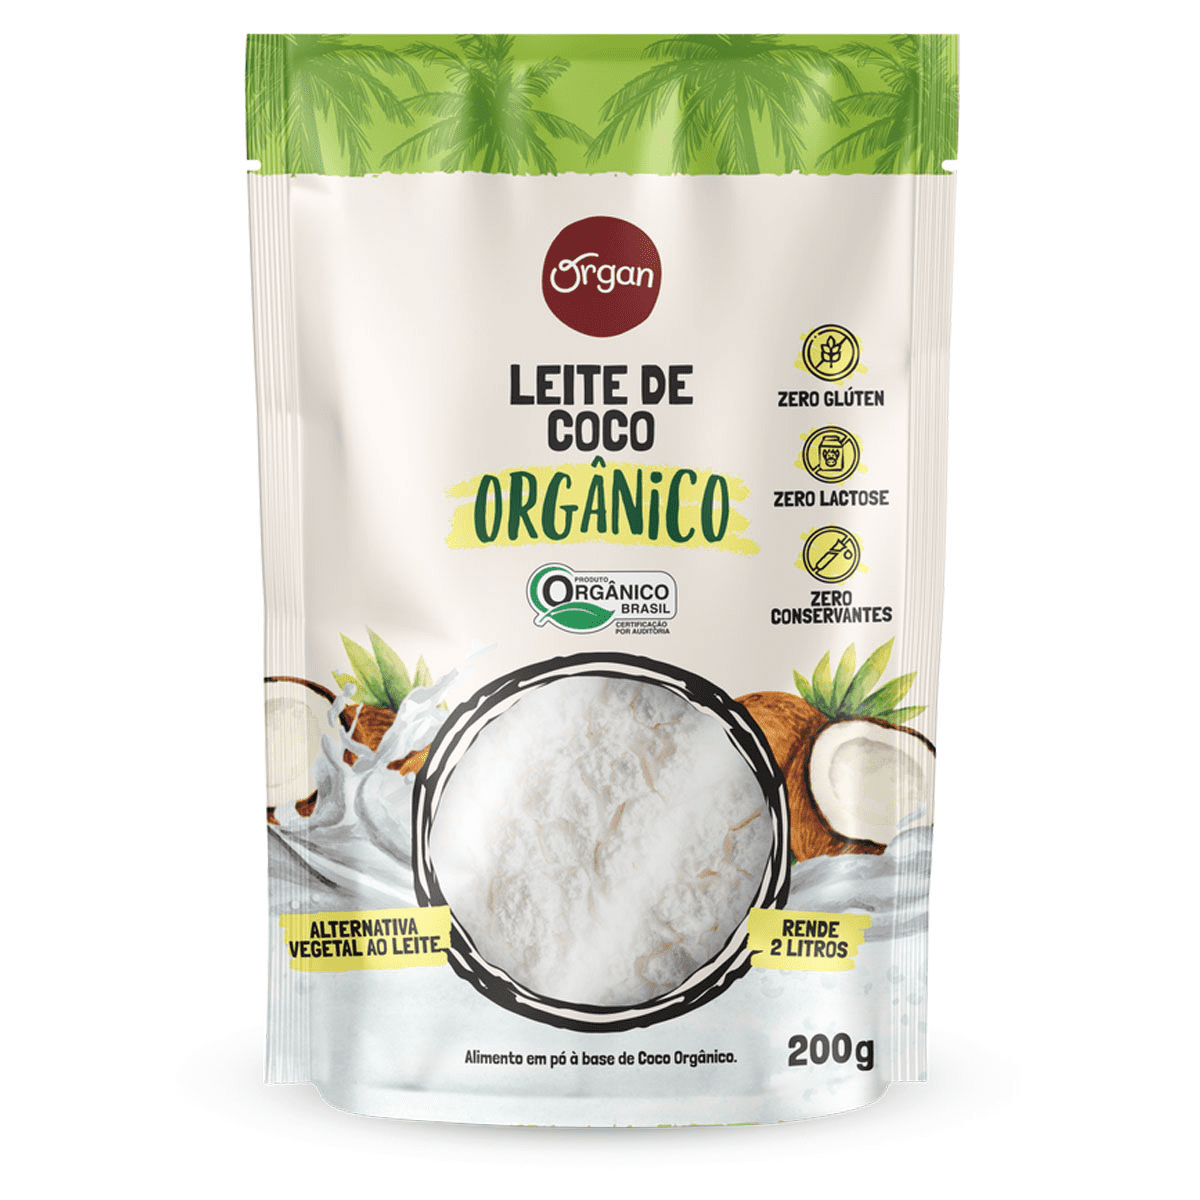 Organ
LEITE DE
COCO
ORGÂNiCO
PRODUTO
ORGÂNICO
BRASIL
CERTIFICAÇÃO
POR AUDITORIA
ZERO GLÚTEN
ZERO LACTOSE
ZERO
CONSERVANTES
ALTERNATIVA
VEGETAL AO LEITE
RENDE
2 LITROS
Alimento em pó à base de Coco Orgânico.
200g